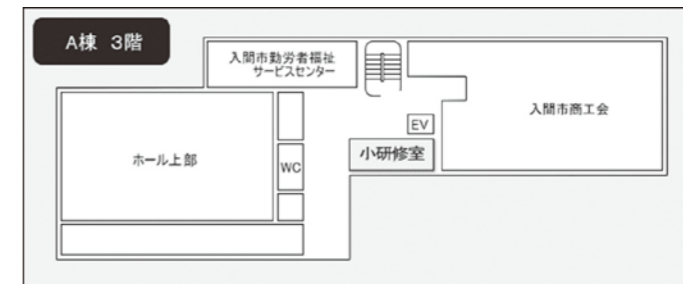 A棟 3階
入間市勤労者福祉
サービスセンター
入間市商工会
EV
小研修室
ホール上部
WC